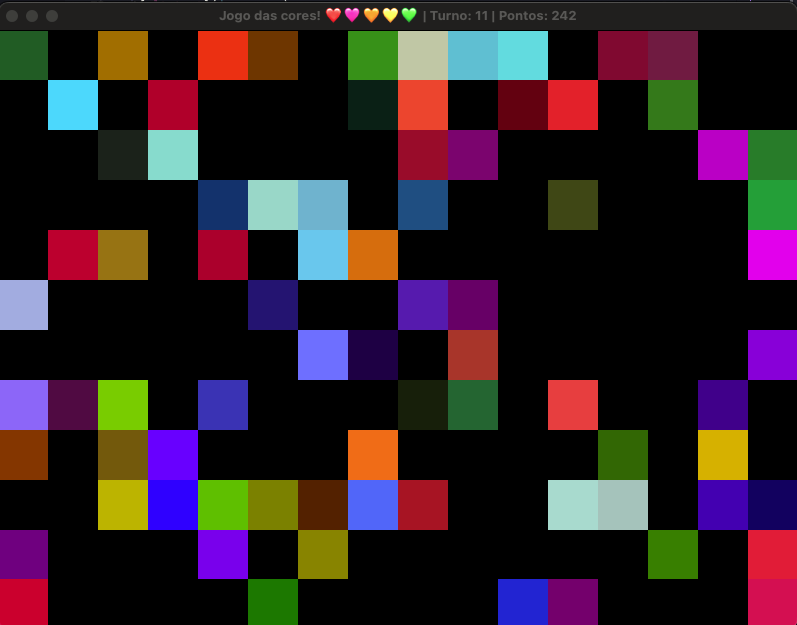 Jogo das cores! ❤️💖🧡💛💚 | Turno: 11 | Pontos: 242